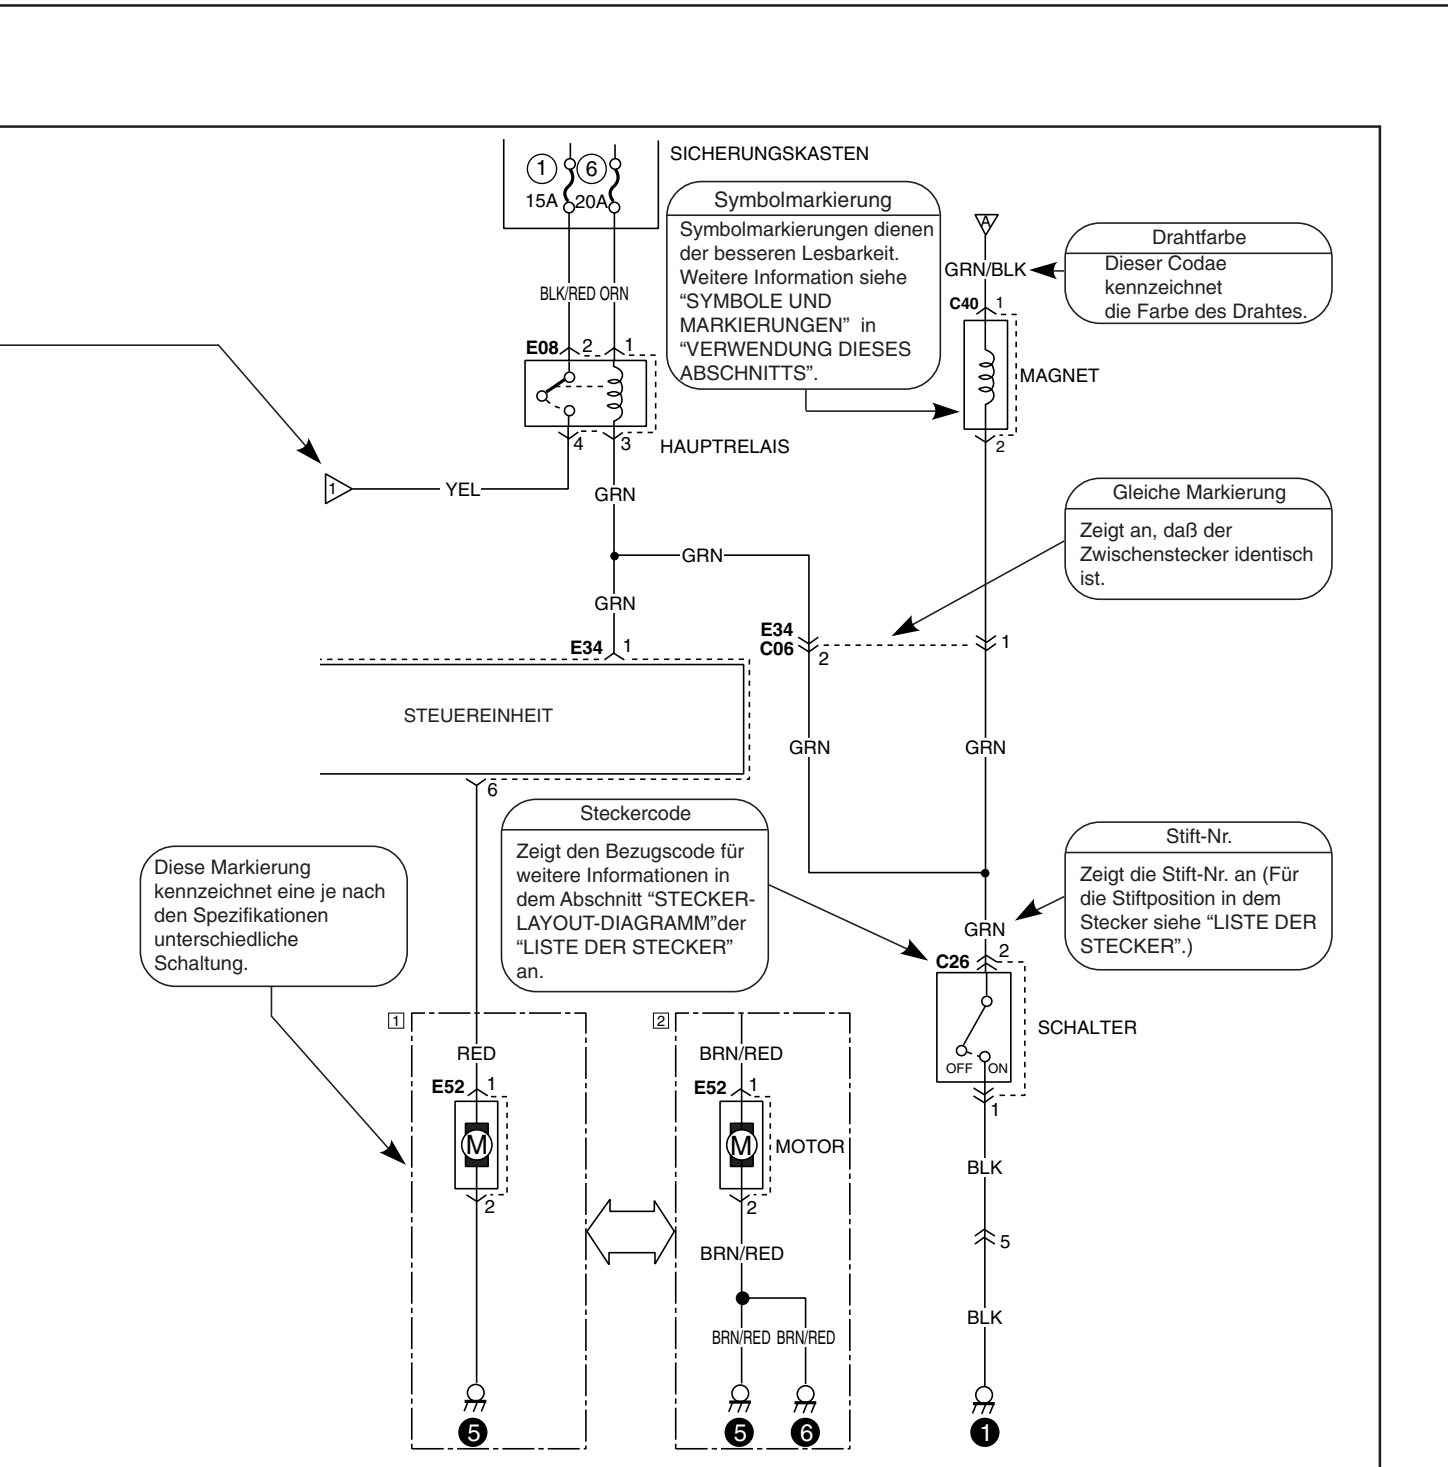 SICHERUNGSKASTEN
1
6
15A
20A
Symbolmarkierung
Symbolmarkierungen dienen
der besseren Lesbarkeit.
Weitere Information siehe
“SYMBOLE UND
MARKIERUNGEN” in
“VERWENDUNG DIESES
ABSCHNITTS”.
A
Drahtfarbe
Dieser Codae
kennzeichnet
die Farbe des Drahtes.
GRN/BLK
BLK/RED ORN
C40 1
E08 2 1
MAGNET
4 3
HAUPTRELAIS
2
1
YEL
GRN
Gleiche Markierung
Zeigt an, daß der
Zwischenstecker identisch
ist.
GRN
GRN
E34 1
E34
C06
2
1
STEUEREINHEIT
GRN
GRN
6
Steckercode
Zeigt den Bezugscode für
weitere Informationen in
dem Abschnitt “STECKER-
LAYOUT-DIAGRAMM”der
“LISTE DER STECKER”
an.
Stift-Nr.
Zeigt die Stift-Nr. an (Für
die Stiftposition in dem
Stecker siehe “LISTE DER
STECKER”.)
Diese Markierung
kennzeichnet eine je nach
den Spezifikationen
unterschiedliche
Schaltung.
GRN
2
C26
SCHALTER
OFF ON
1
1
2
RED
BRN/RED
E52 1
E52 1
M
M
MOTOR
2
2
BLK
5
BRN/RED
BLK
BRN/RED BRN/RED
5
5
6
1